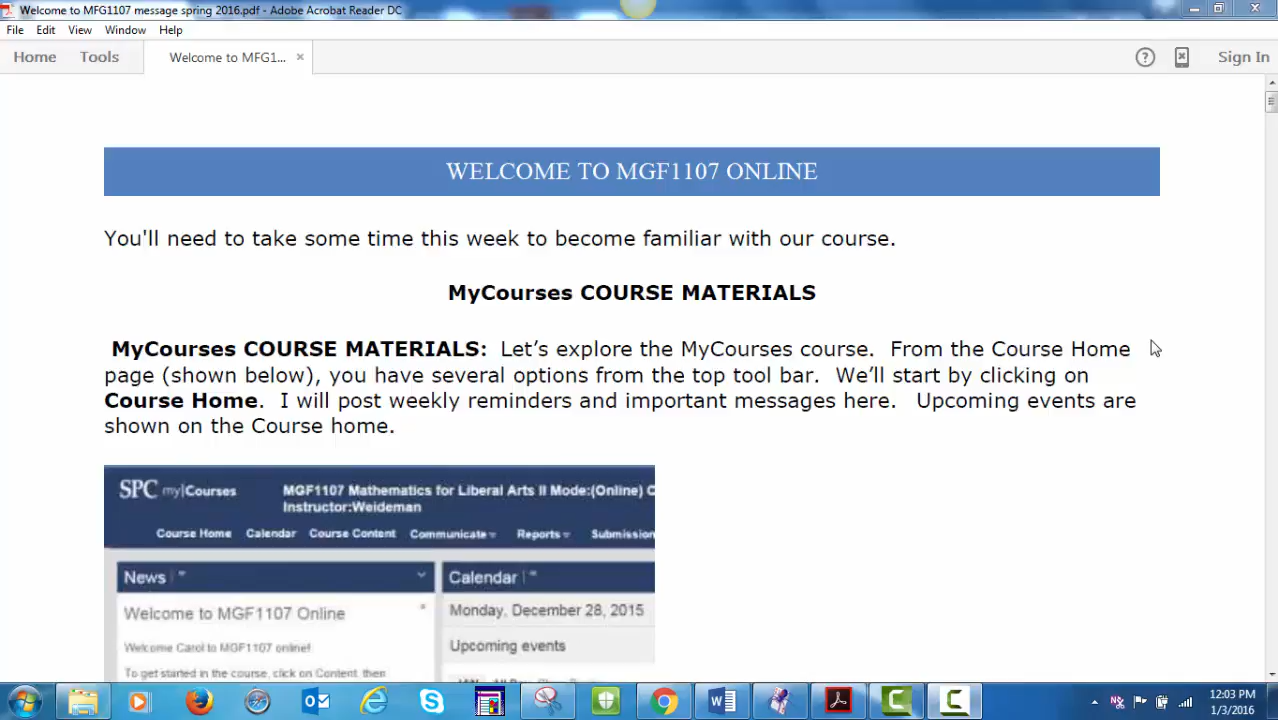 Welcome to MFG1107 message spring 2016.pdf - Adobe Acrobat Reader DC
File Edit View Window Help
Home Tools Welcome to MFG1... × Sign In
WELCOME TO MGF1107 ONLINE
You'll need to take some time this week to become familiar with our course.
MyCourses COURSE MATERIALS
MyCourses COURSE MATERIALS: Let's explore the MyCourses course. From the Course Home
page (shown below), you have several options from the top tool bar. We'll start by clicking on
Course Home. I will post weekly reminders and important messages here. Upcoming events are
shown on the Course home.
SPC my|Courses MGF1107 Mathematics for Liberal Arts II Mode:(Online) C
Instructor:Weideman
Course Home Calendar Course Content Communicate Reports Submission
News Calendar
Welcome to MGF1107 Online Monday, December 28, 2015
Welcome Carol to MGF1107 online! Upcoming events
To get started in the course, click on Content, then
12:03 PM
1/3/2016